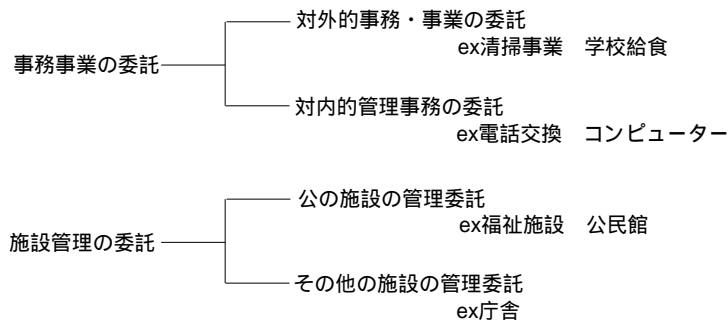 対外的事務・事業の委託
ex清掃事業　学校給食
事務事業の委託
対内的管理事務の委託
ex電話交換　コンピューター
公の施設の管理委託
ex福祉施設　公民館
施設管理の委託
その他の施設の管理委託
ex庁舎